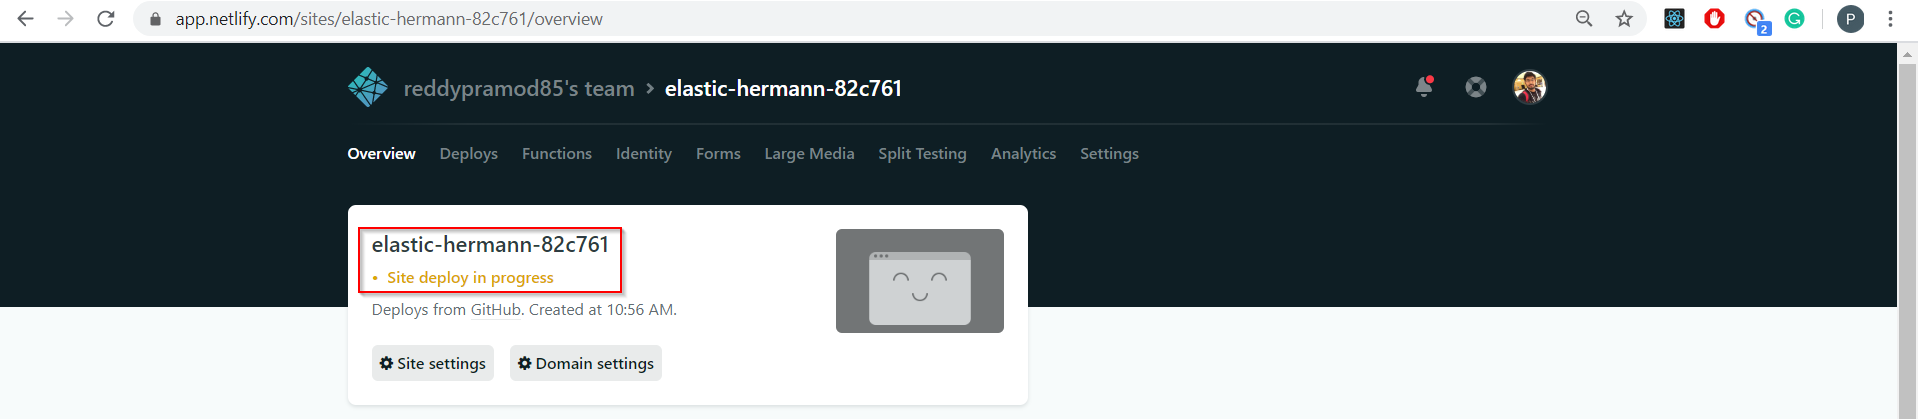 app.netlify.com/sites/elastic-hermann-82c761/overview
2
P
reddypramod85's team > elastic-hermann-82c761
Overview Deploys Functions Identity Forms Large Media Split Testing Analytics Settings
elastic-hermann-82c761
• Site deploy in progress
Deploys from GitHub. Created at 10:56 AM.
Site settings Domain settings